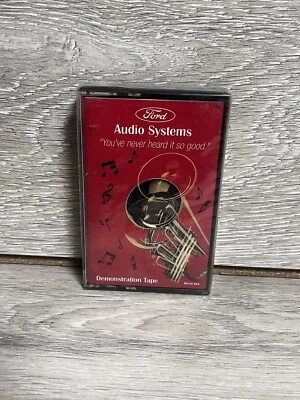 Ford
Audio Systems
"You've never heard it so good."
Demonstration Tape